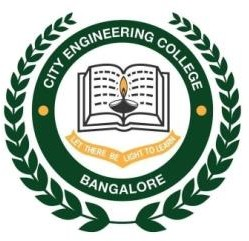 CITY ENGINEERING COLLEGE
LET THERE BE LIGHT TO LEARN
BANGALORE